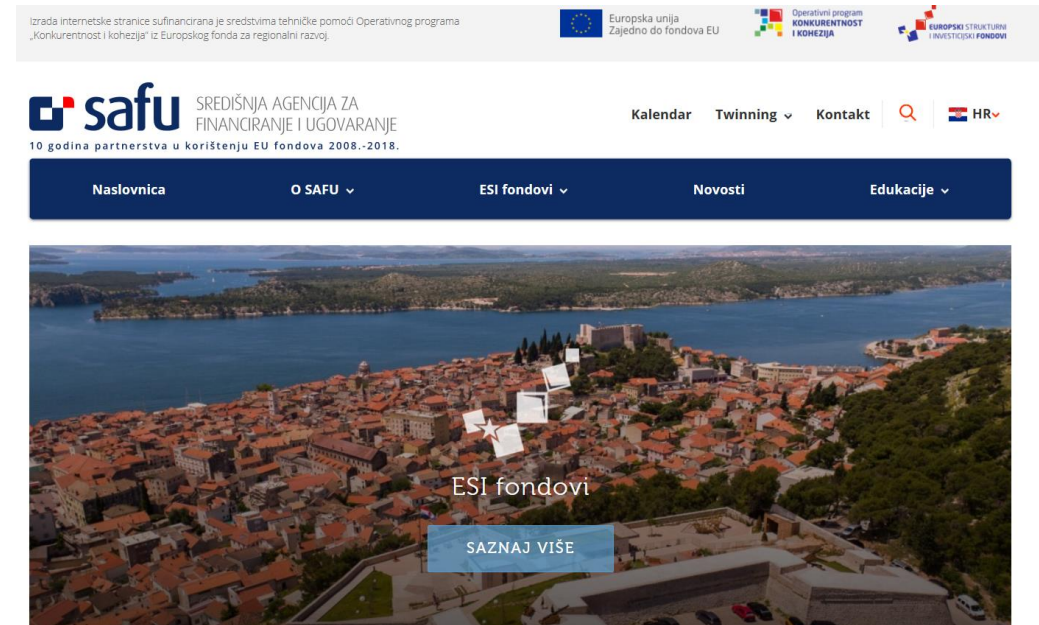 Izrada internetske stranice sufinancirana je sredstvima tehničke pomoći Operativnog programa
„Konkurentnost i kohezija" iz Europskog fonda za regionalni razvoj.
Europska unija
Zajedno do fondova EU
Operativni program
KONKURENTNOST
I KOHEZIJA
EUROPSKI STRUKTURNI
I INVESTICIJSKI FONDOVI
safu
SREDIŠNJA AGENCIJA ZA
FINANCIRANJE I UGOVARANJE
10 godina partnerstva u korištenju EU fondova 2008.-2018.
Kalendar Twinning Kontakt HR
Naslovnica O SAFU ESI fondovi Novosti Edukacije
ESI fondovi
SAZNAJ VIŠE